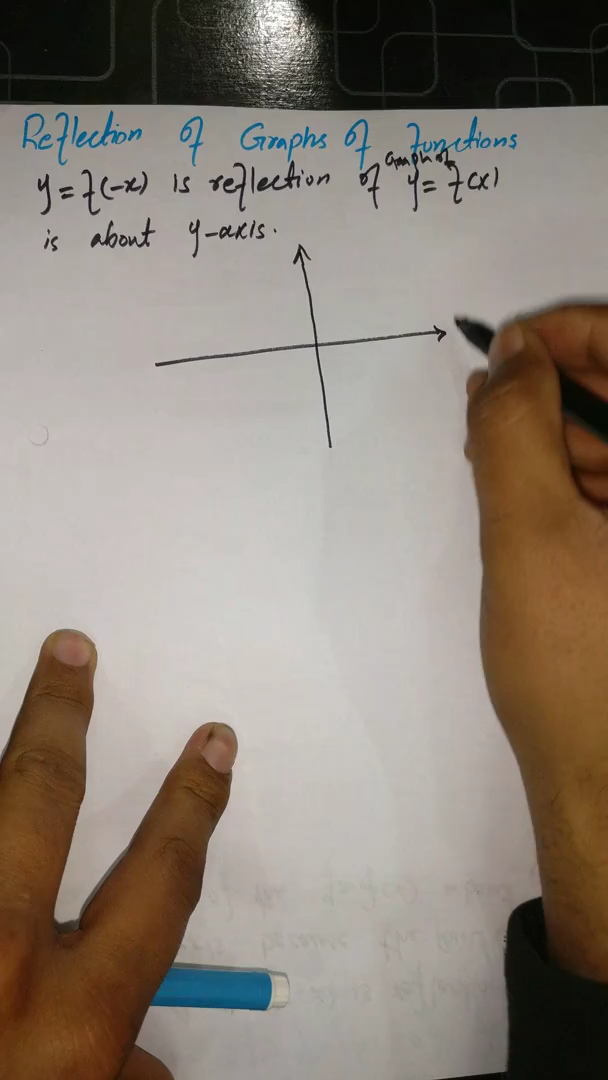 Reflection of Graphs of Functions
y = f(-x) is reflection of Graph of y = f(x)
is about y-axis.